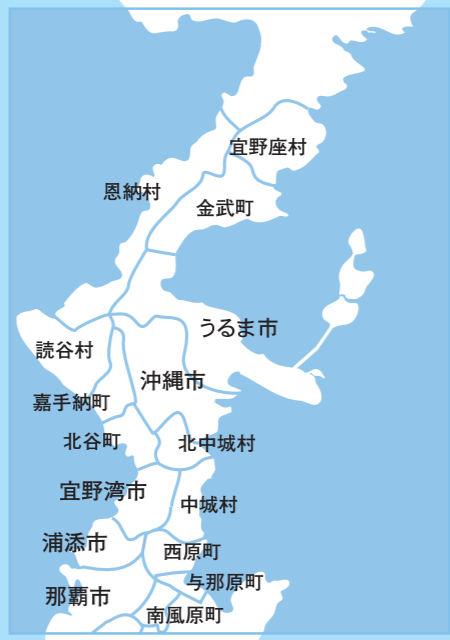 宜野座村
恩納村
金武町
うるま市
読谷村
沖縄市
嘉手納町
北谷町
北中城村
宜野湾市
中城村
浦添市
西原町
与那原町
那覇市
南風原町